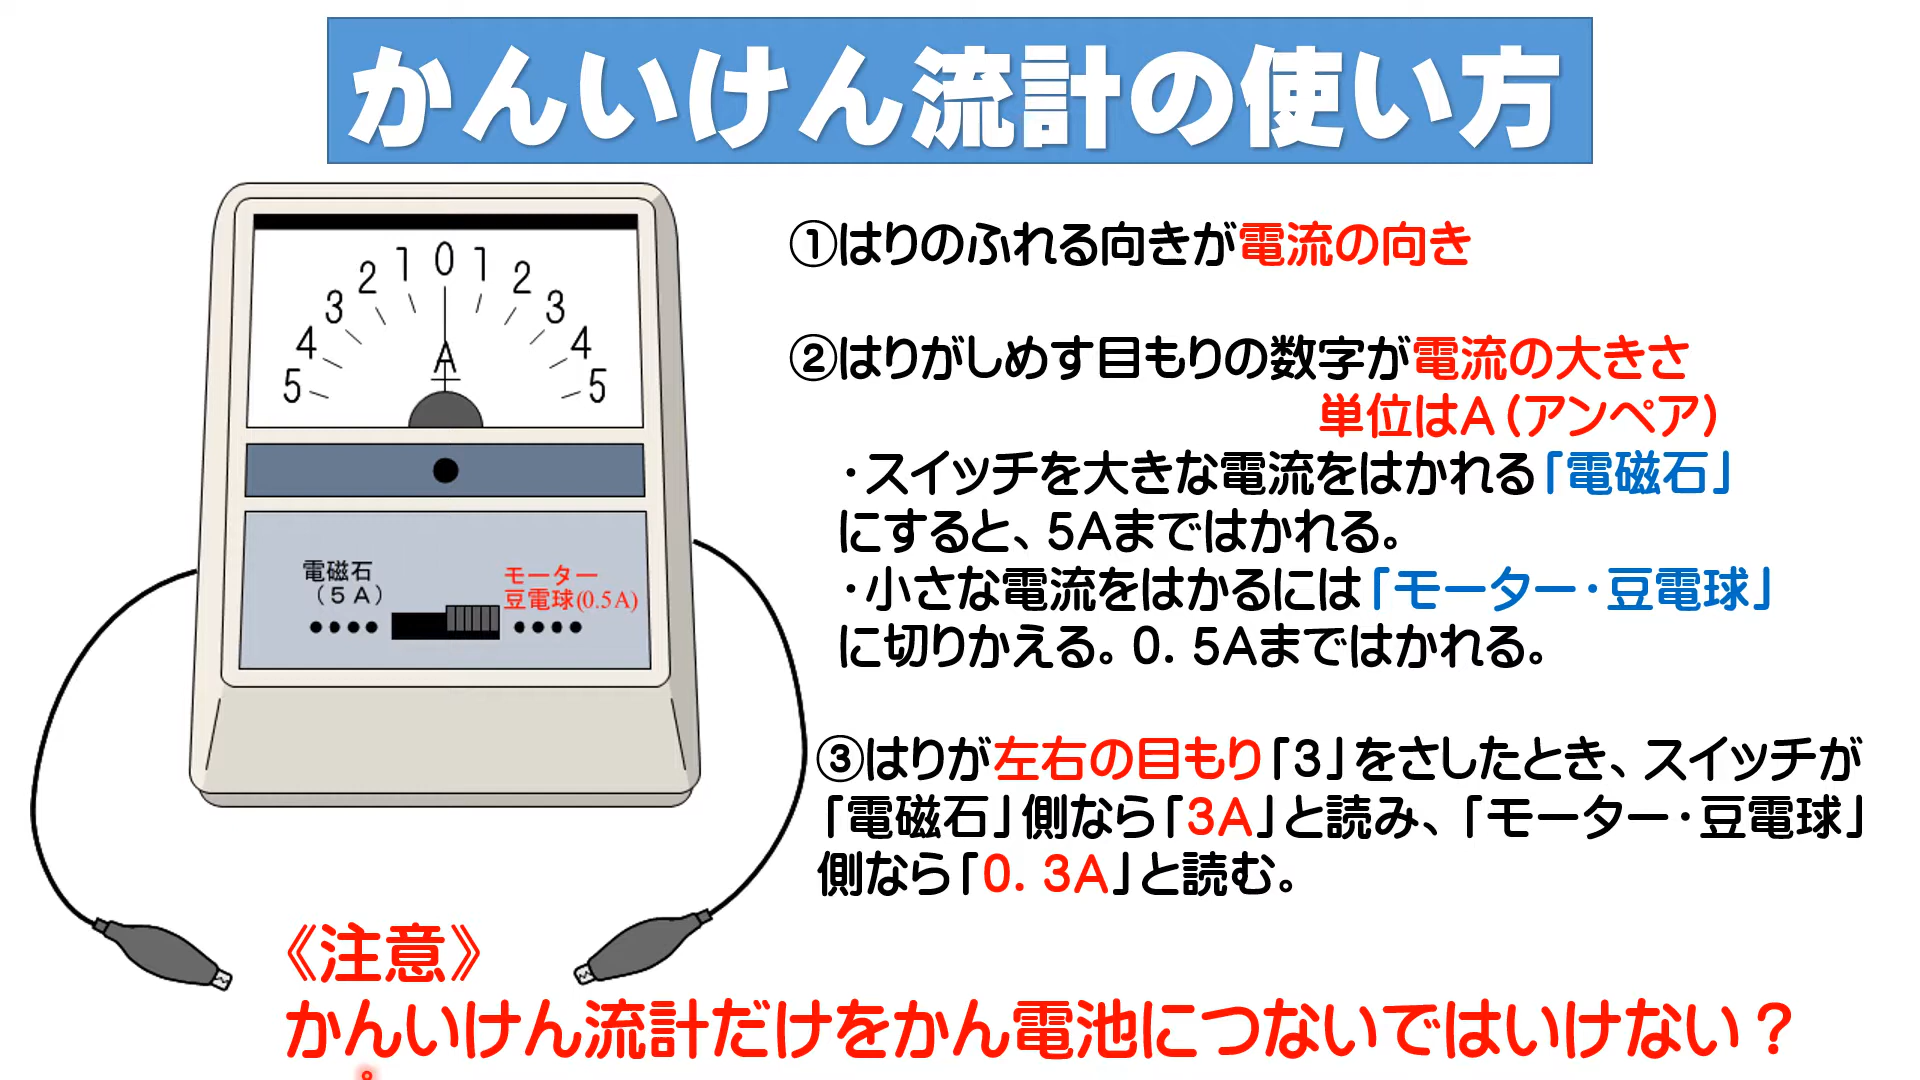 かんいけん流計の使い方
5 4 3 2 1 0 1 2 3 4 5
A
電磁石
(5A)
モーター
豆電球(0.5A)
①はりのふれる向きが電流の向き
②はりがしめす目もりの数字が電流の大きさ
単位はA(アンペア)
・スイッチを大きな電流をはかれる「電磁石」
にすると、5Aまではかれる。
・小さな電流をはかるには「モーター・豆電球」
に切りかえる。0.5Aまではかれる。
③はりが左右の目もり「3」をさしたとき、スイッチが
「電磁石」側なら「3A」と読み、「モーター・豆電球」
側なら「0.3A」と読む。
《注意》
かんいけん流計だけをかん電池につないではいけない?